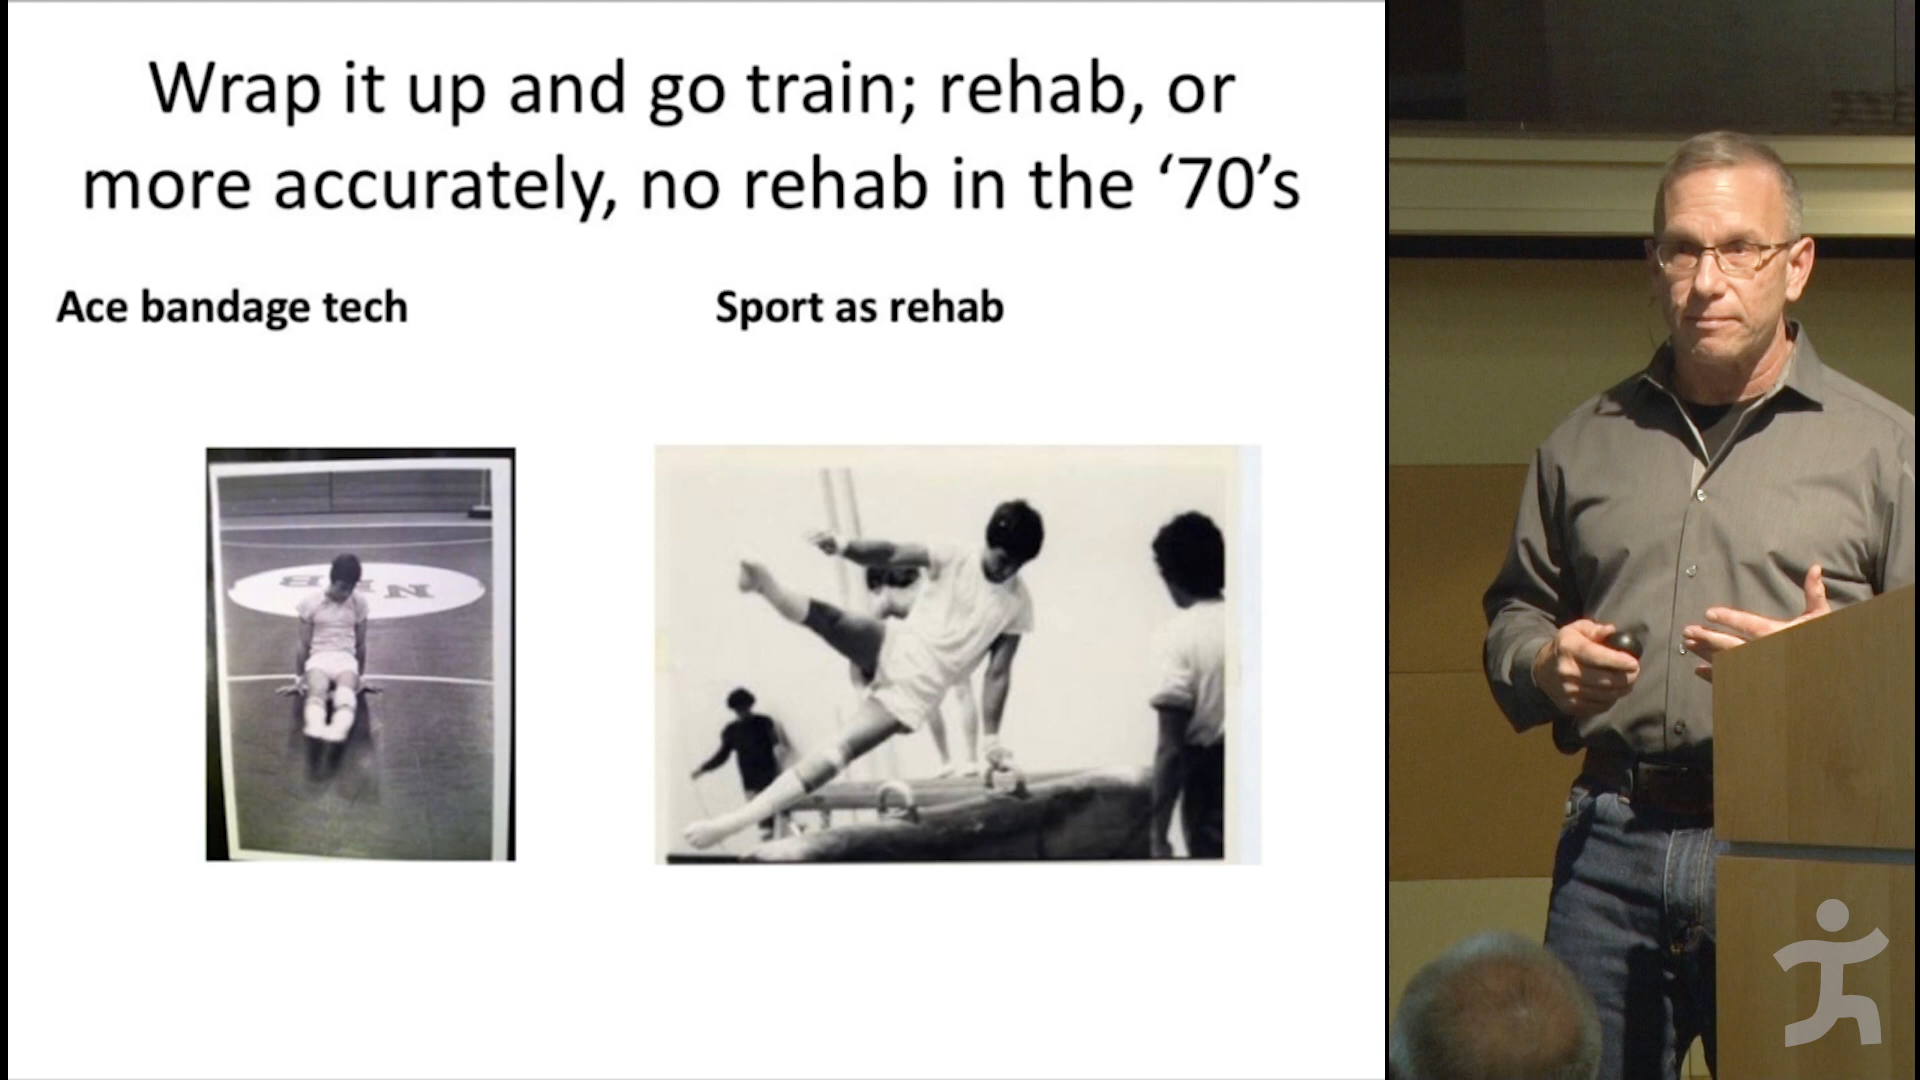 Wrap it up and go train; rehab, or
more accurately, no rehab in the ‘70’s
Ace bandage tech
Sport as rehab